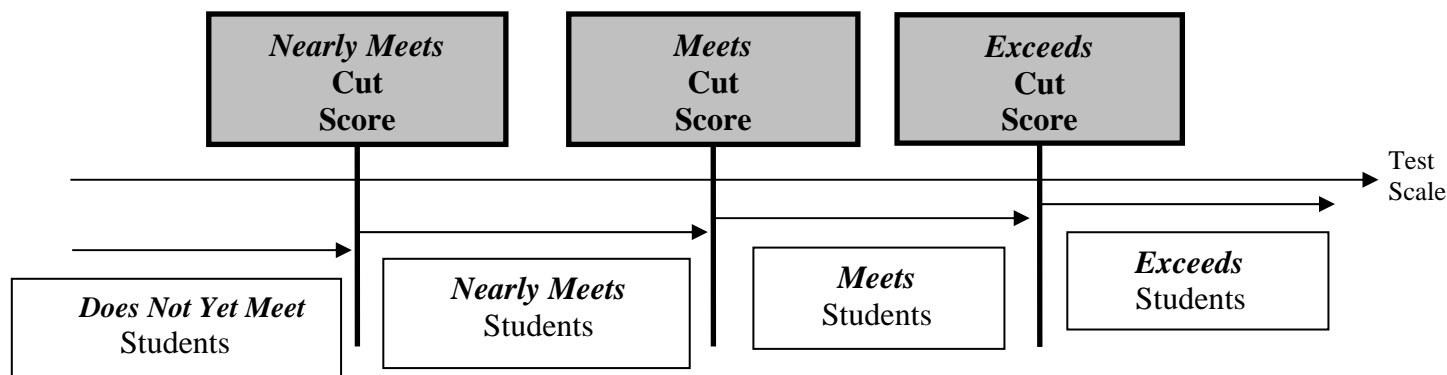 Nearly Meets
Cut
Score
Meets
Cut
Score
Exceeds
Cut
Score
Test
Scale
Does Not Yet Meet
Students
Nearly Meets
Students
Meets
Students
Exceeds
Students